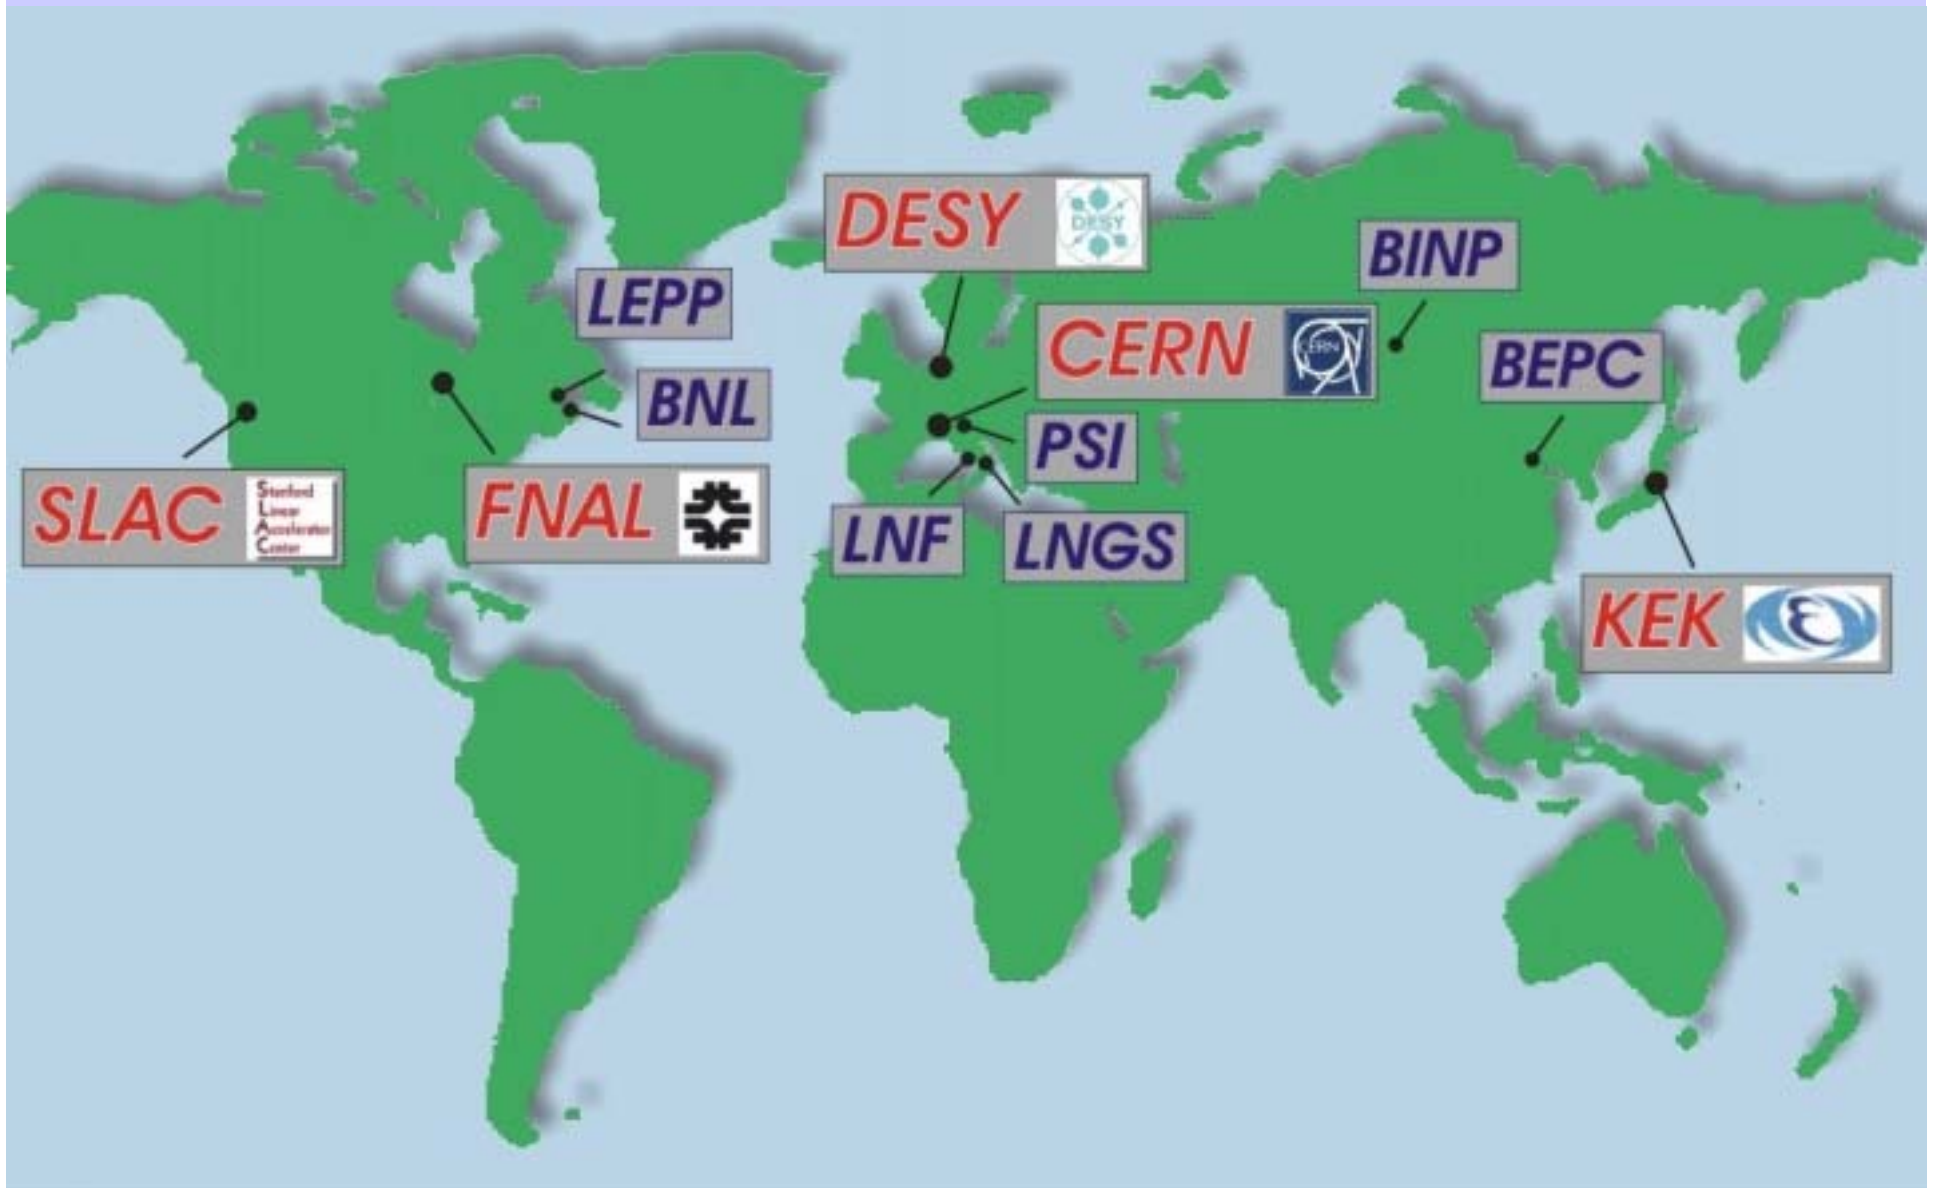 DESY
DESY
BINP
LEPP
CERN
CERN
BEPC
BNL
PSI
SLAC
Stanford
Linear
Accelerator
Center
FNAL
LNF
LNGS
KEK